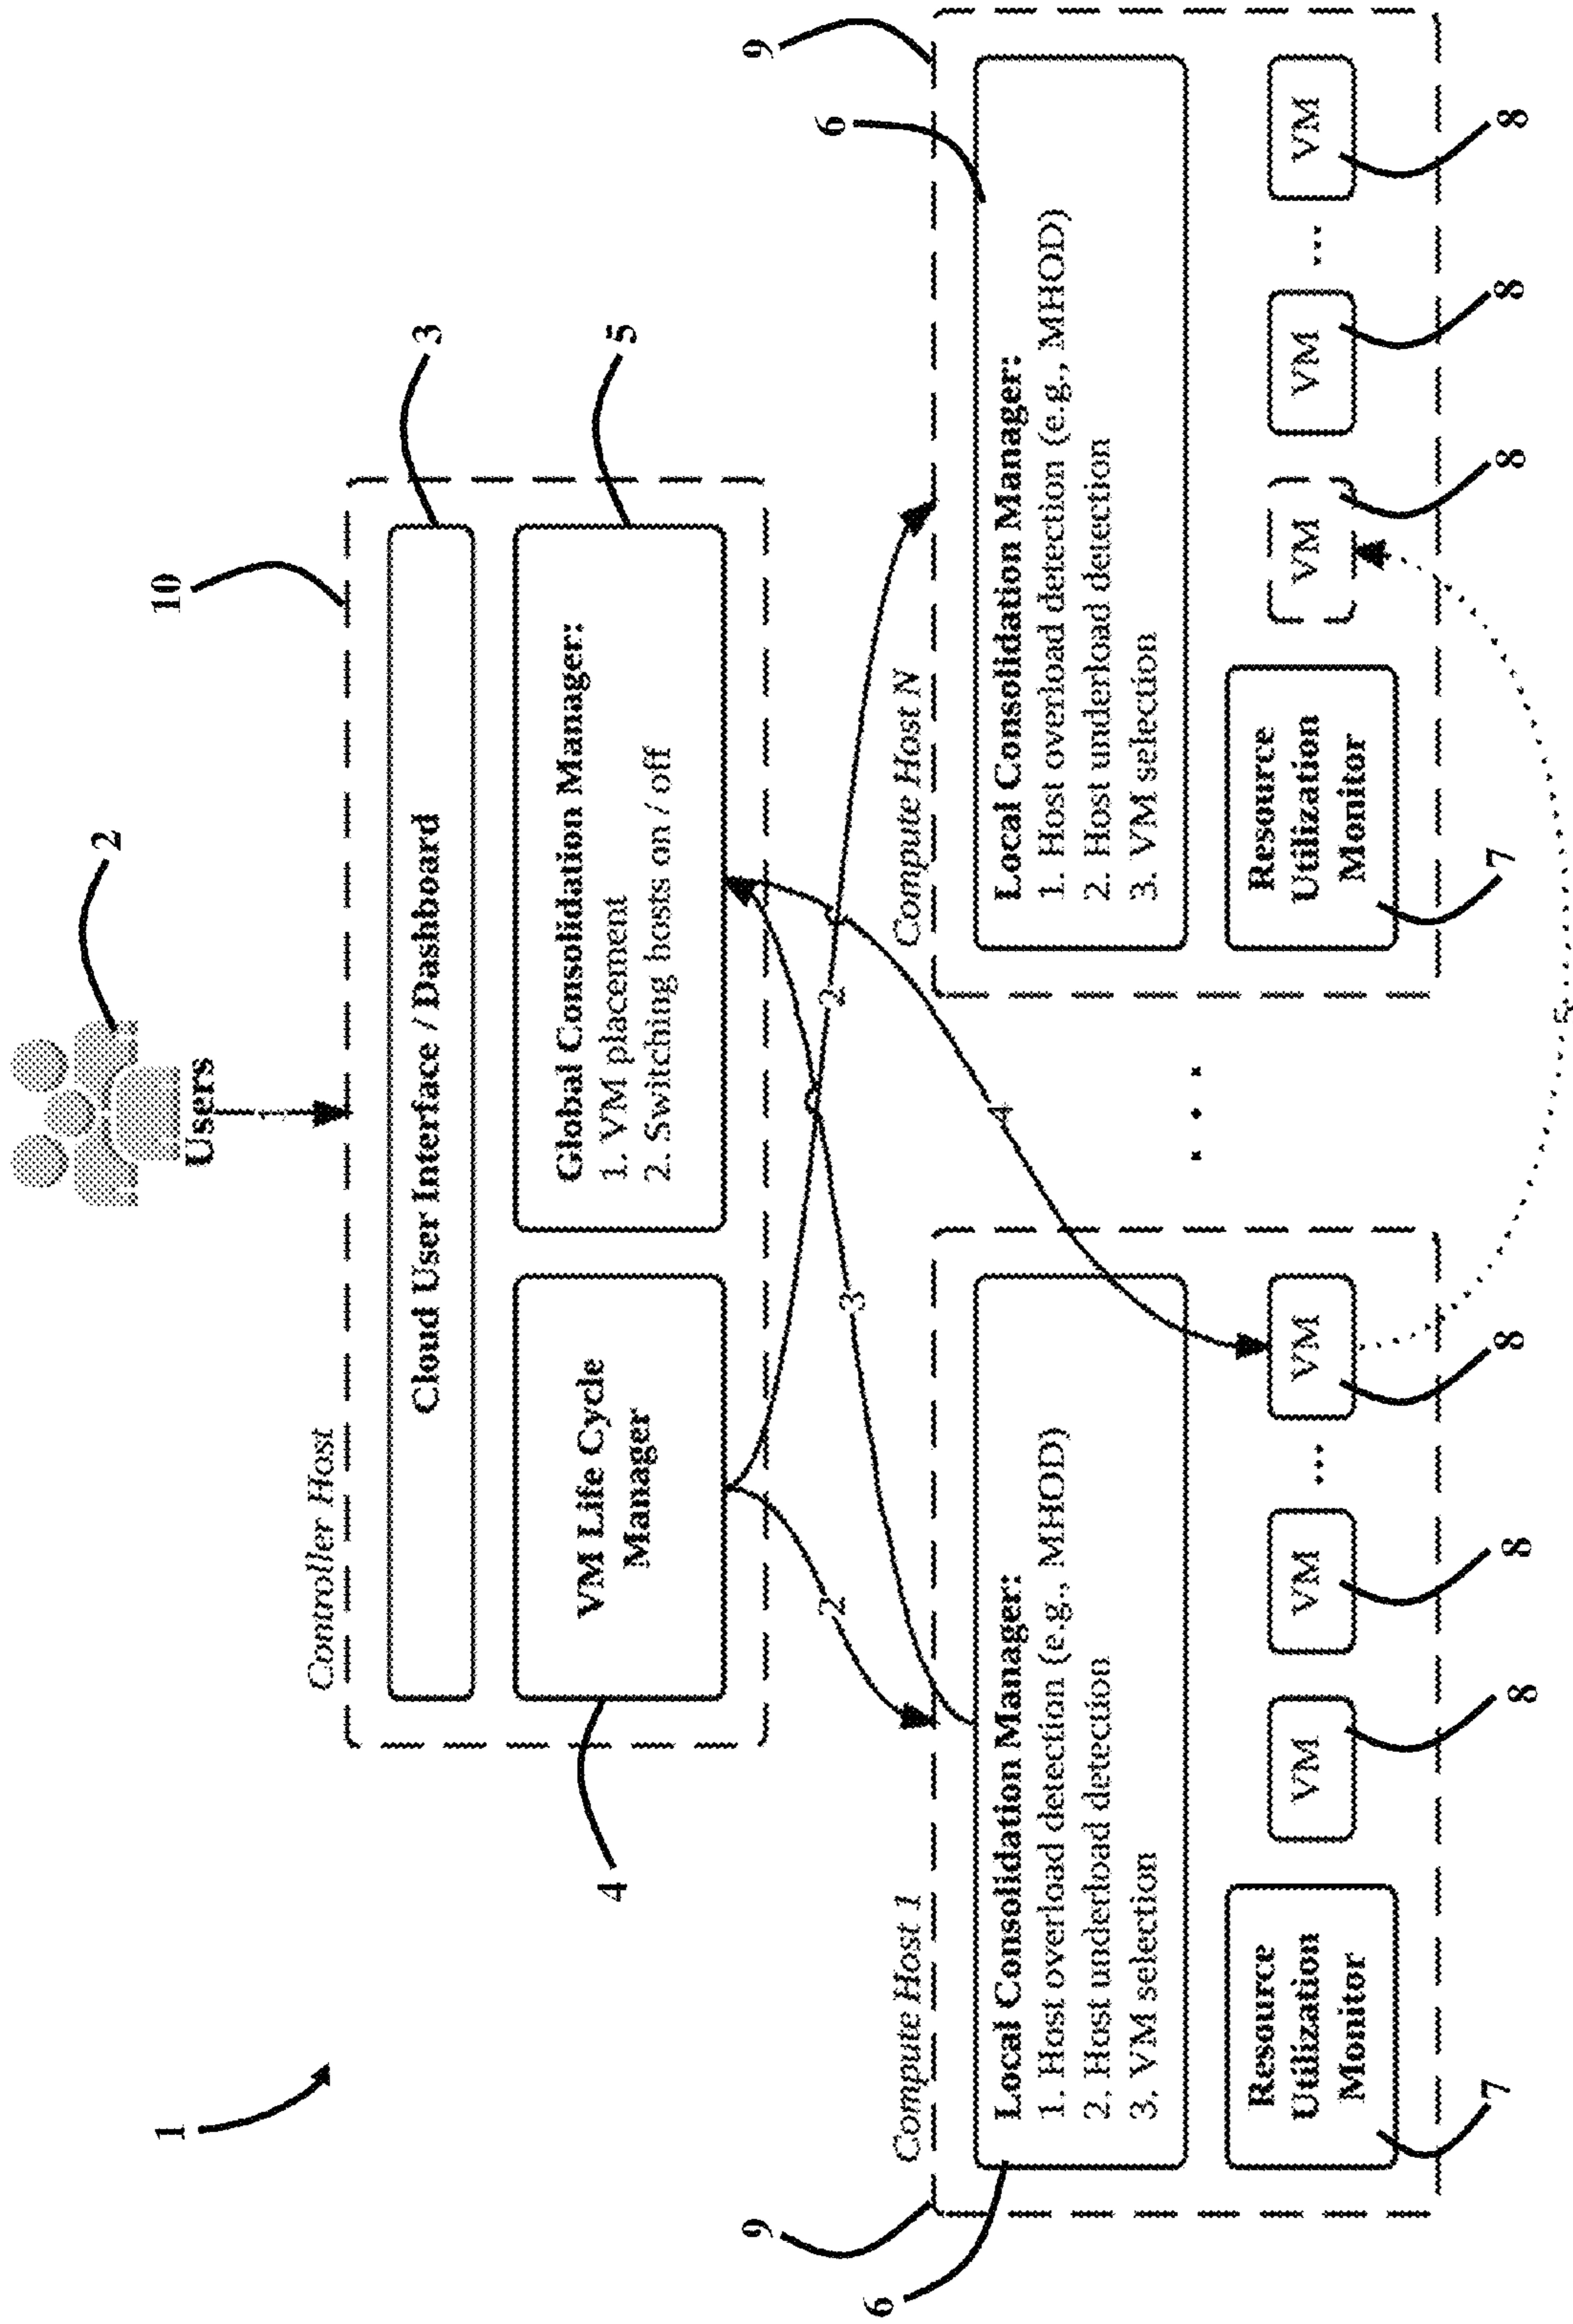 1
2
Users
1
10
Controller Host
Cloud User Interface / Dashboard
3
VM Life Cycle
Manager
4
Global Consolidation Manager:
1. VM placement
2. Switching hosts on / off
5
2
2
3
4
9
Compute Host 1
6
Local Consolidation Manager:
1. Host overload detection (e.g., MHOD)
2. Host underload detection
3. VM selection
Resource
Utilization
Monitor
7
VM
8
VM
8
...
VM
8
...
9
Compute Host N
6
Local Consolidation Manager:
1. Host overload detection (e.g., MHOD)
2. Host underload detection
3. VM selection
Resource
Utilization
Monitor
7
VM
8
VM
8
...
VM
8
5